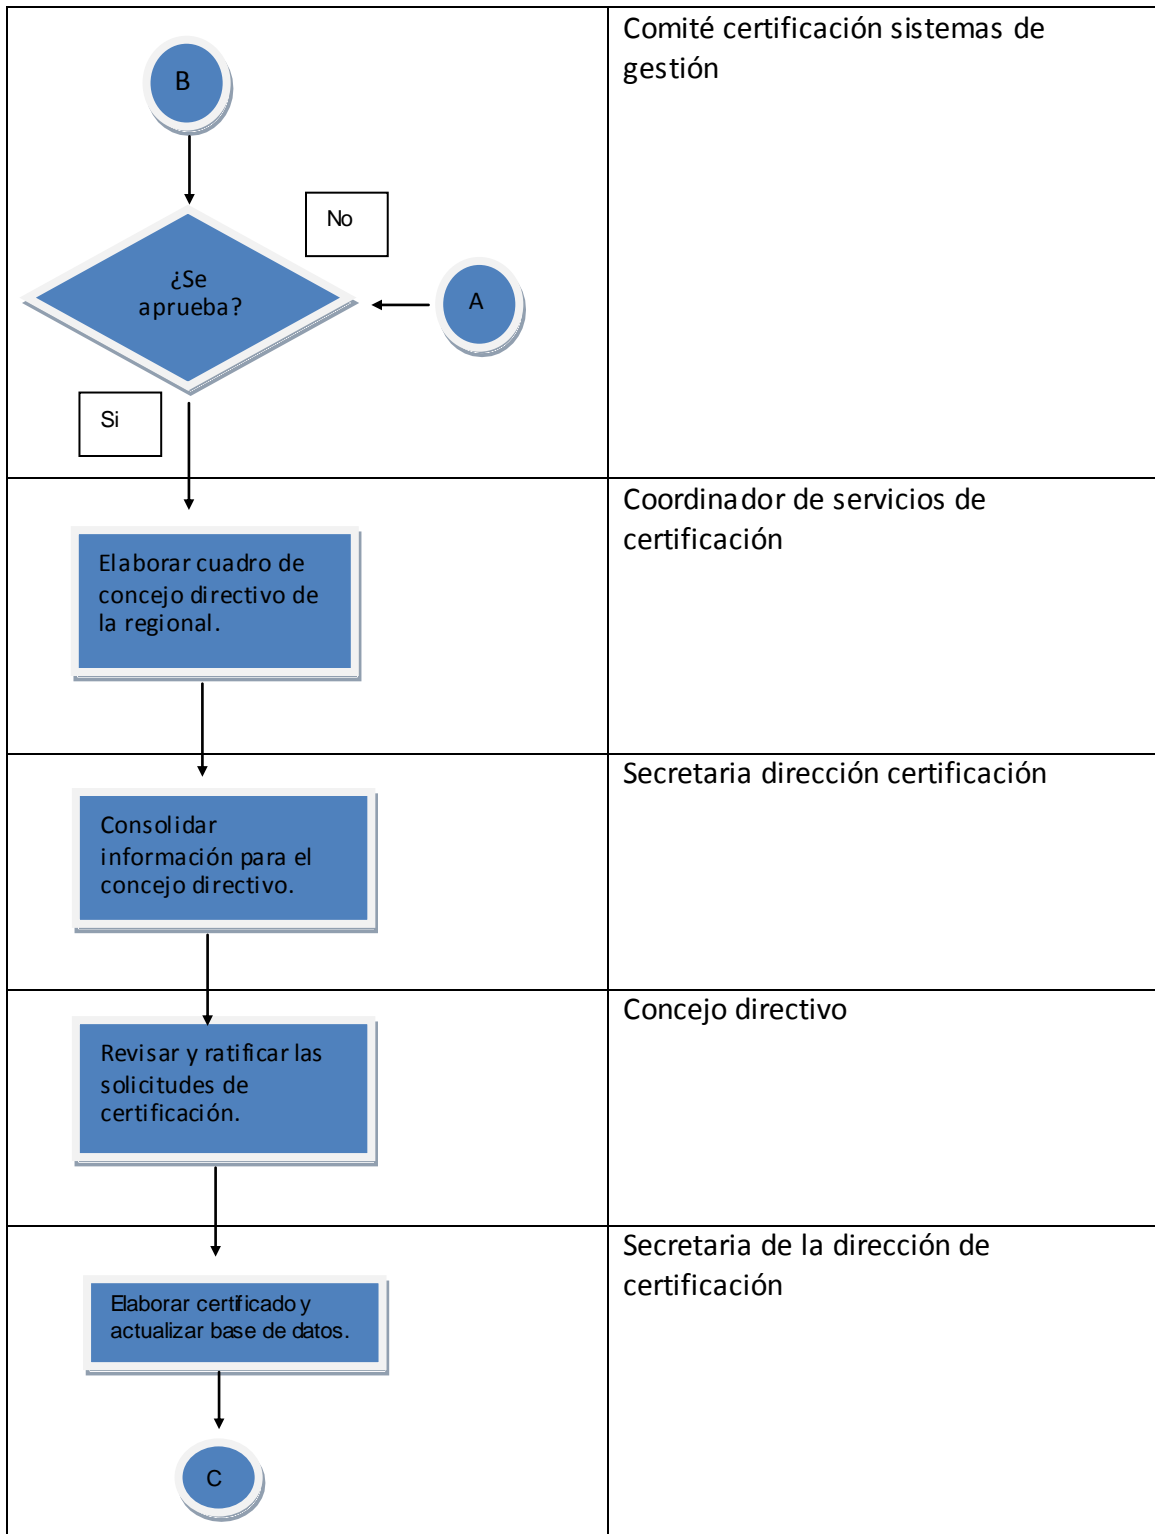 Comité certificación sistemas de
gestión
B
No
¿Se
aprueba?
A
Si
Coordinador de servicios de
certificación
Elaborar cuadro de
concejo directivo de
la regional.
Secretaria dirección certificación
Consolidar
información para el
concejo directivo.
Concejo directivo
Revisar y ratificar las
solicitudes de
certificación.
Secretaria de la dirección de
certificación
Elaborar certificado y
actualizar base de datos.
C